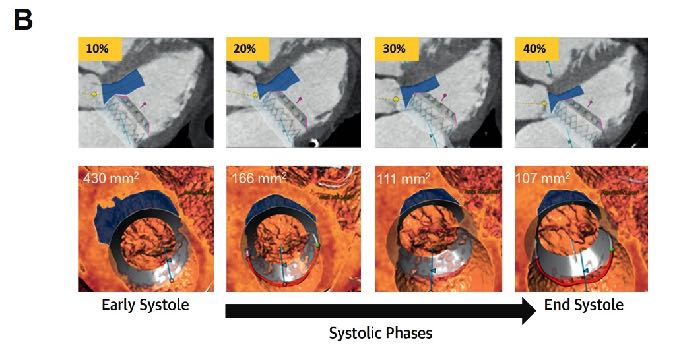 B
10%
20%
30%
40%
430 mm²
166 mm²
111 mm²
107 mm²
Early Systole
End Systole
Systolic Phases